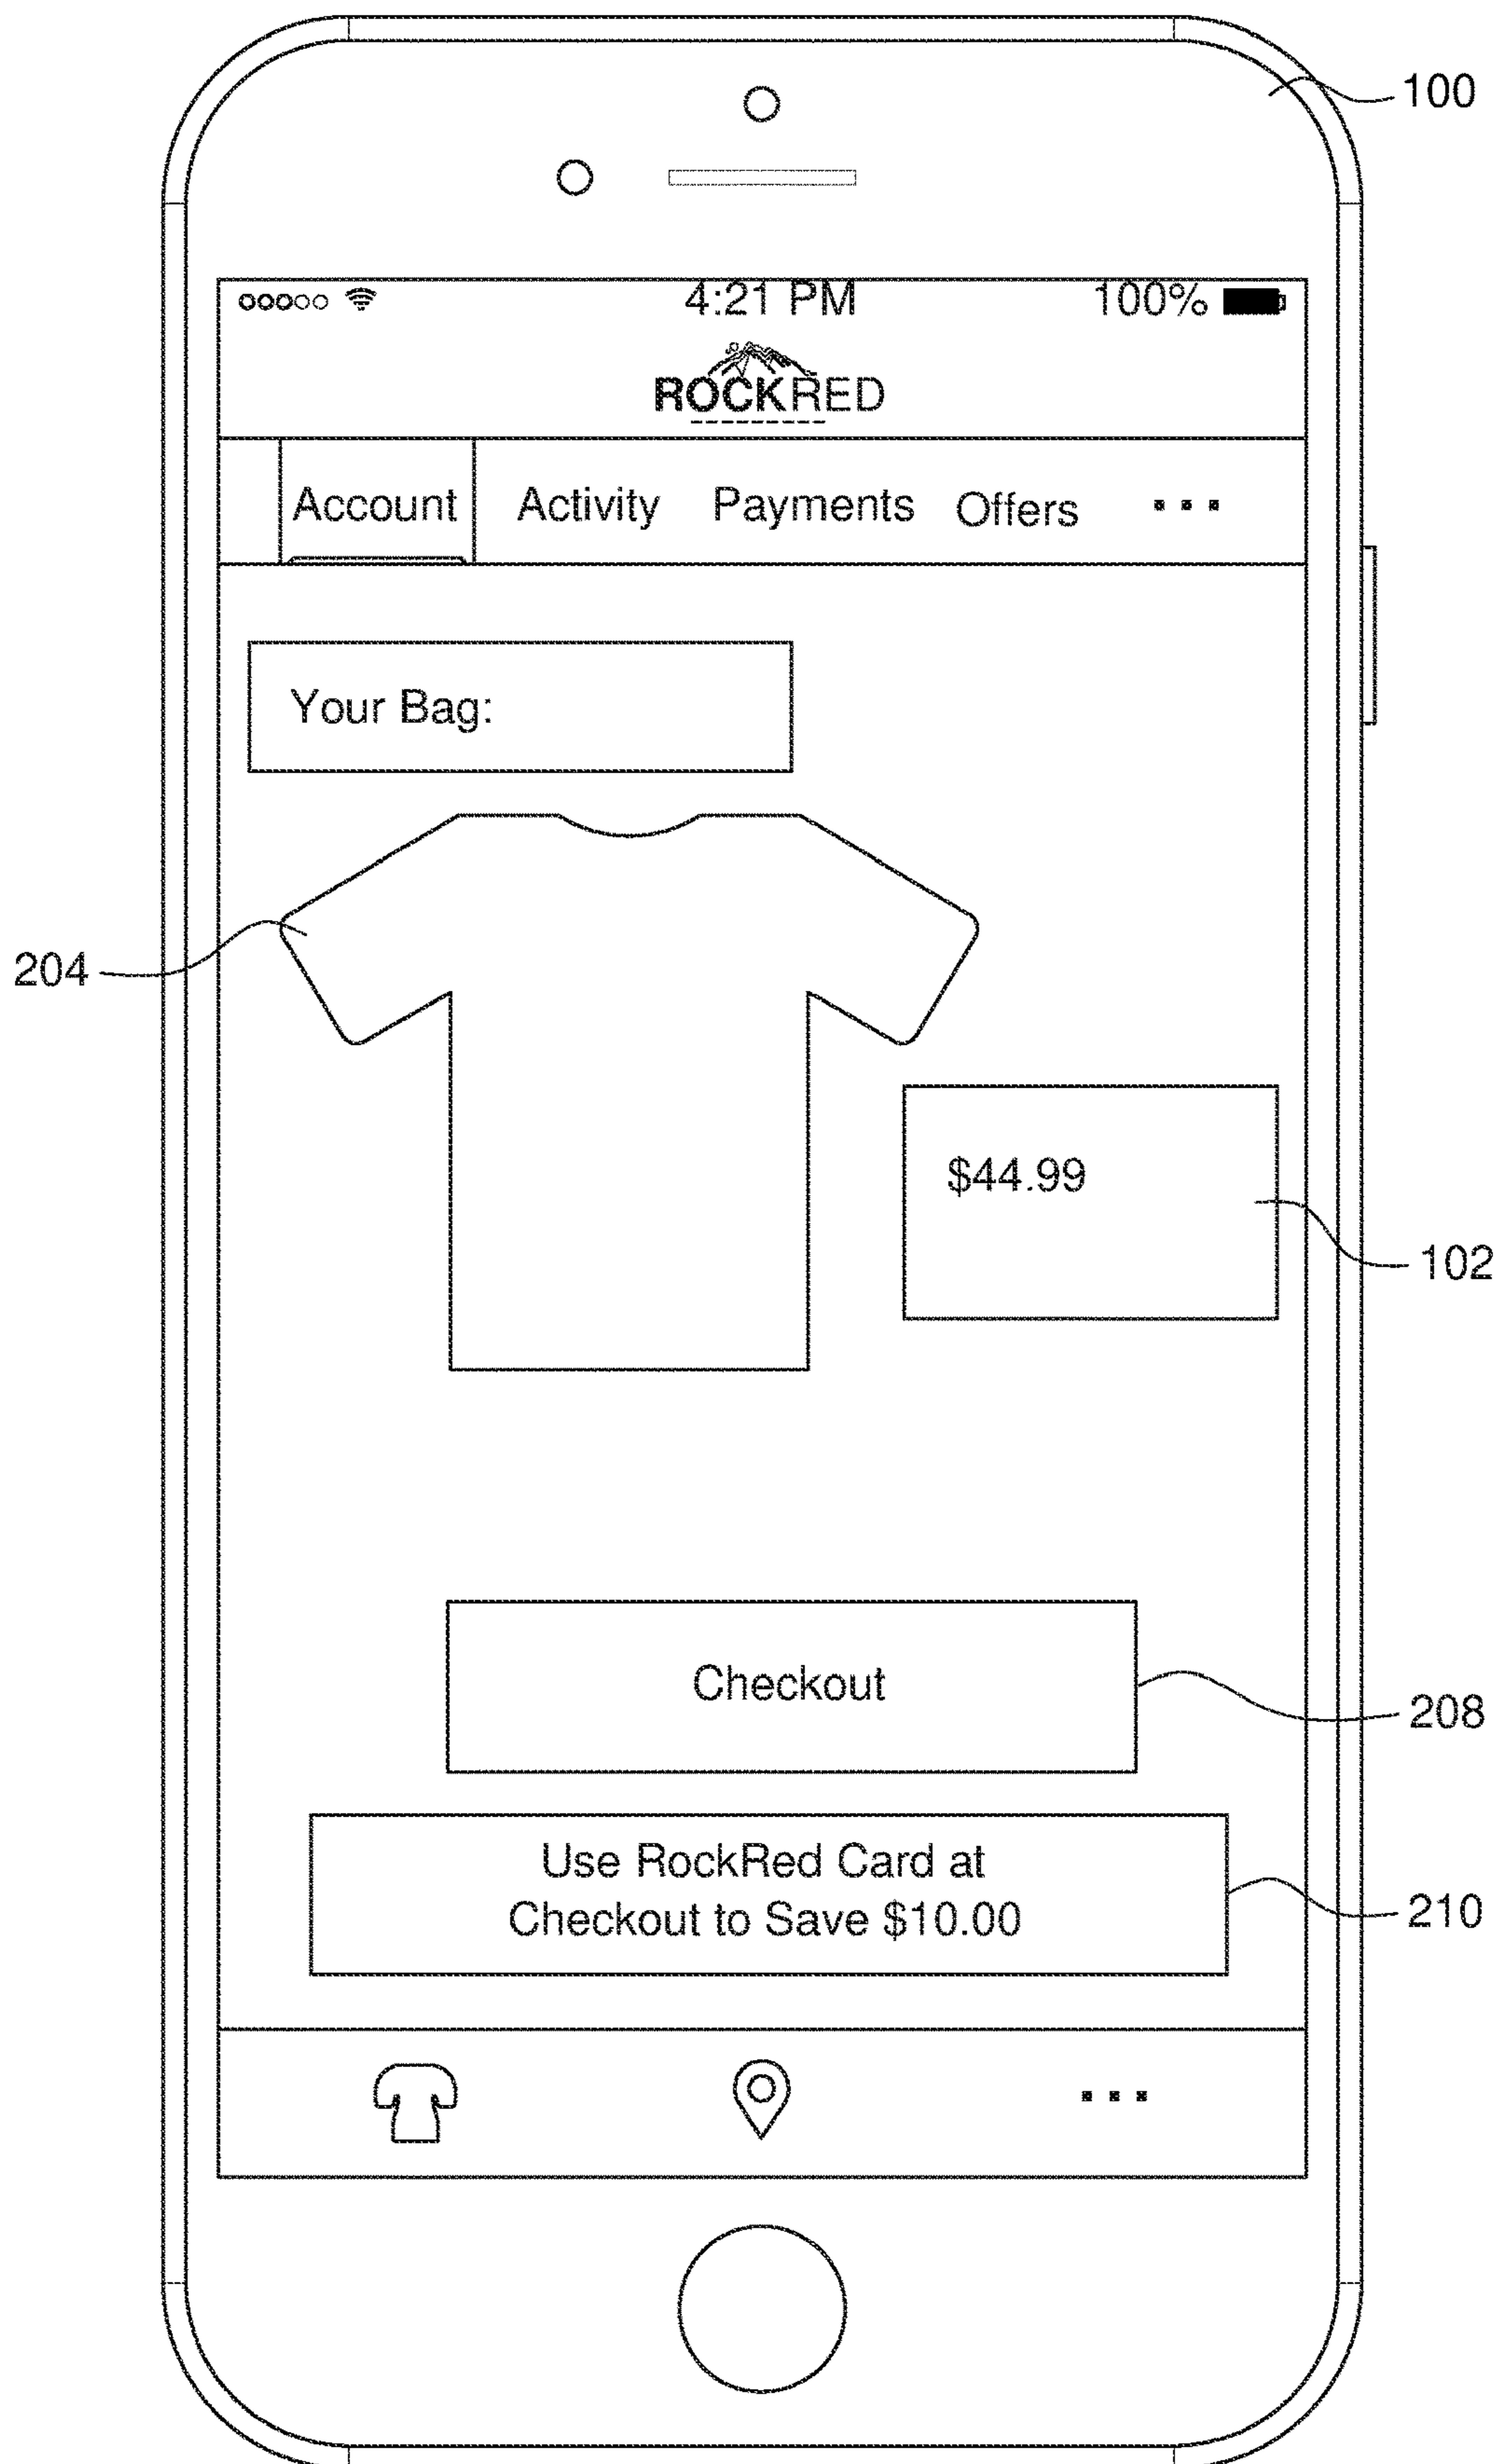 100
4:21 PM 100%
ROCKRED
Account Activity Payments Offers ...
Your Bag:
204
$44.99
102
Checkout
208
Use RockRed Card at
Checkout to Save $10.00
210
...